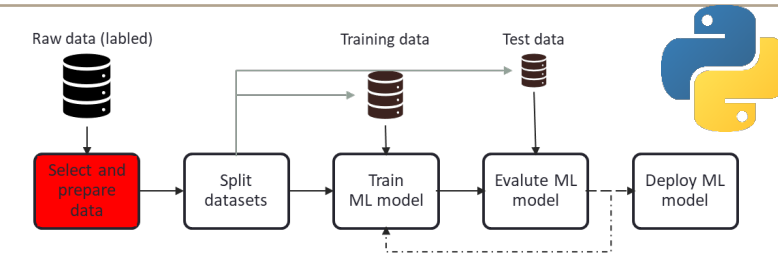 Raw data (labled)
Training data
Test data
Select and
prepare
data
Split
datasets
Train
ML model
Evalute ML
model
Deploy ML
model